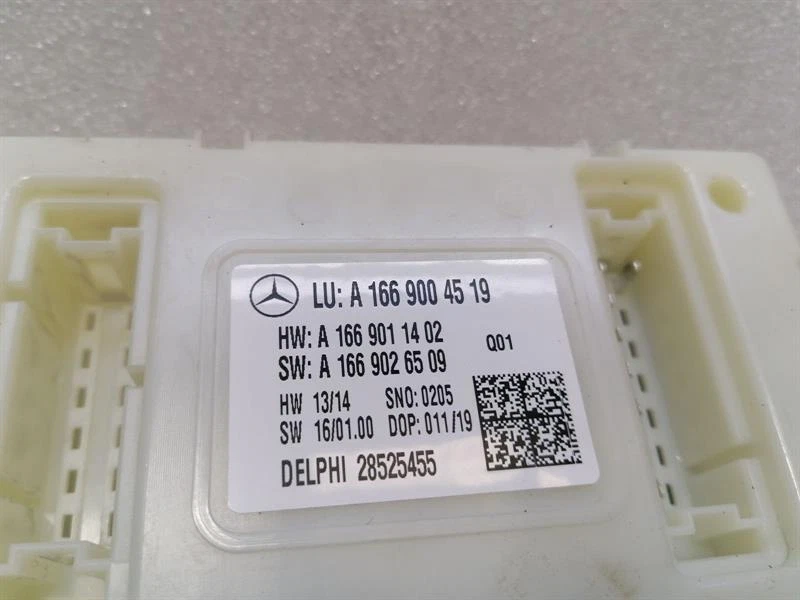 LU: A 166 900 45 19
HW: A 166 901 14 02 Q01
SW: A 166 902 65 09
HW 13/14 SNO: 0205
SW 16/01.00 DOP: 011/19
DELPHI 28525455